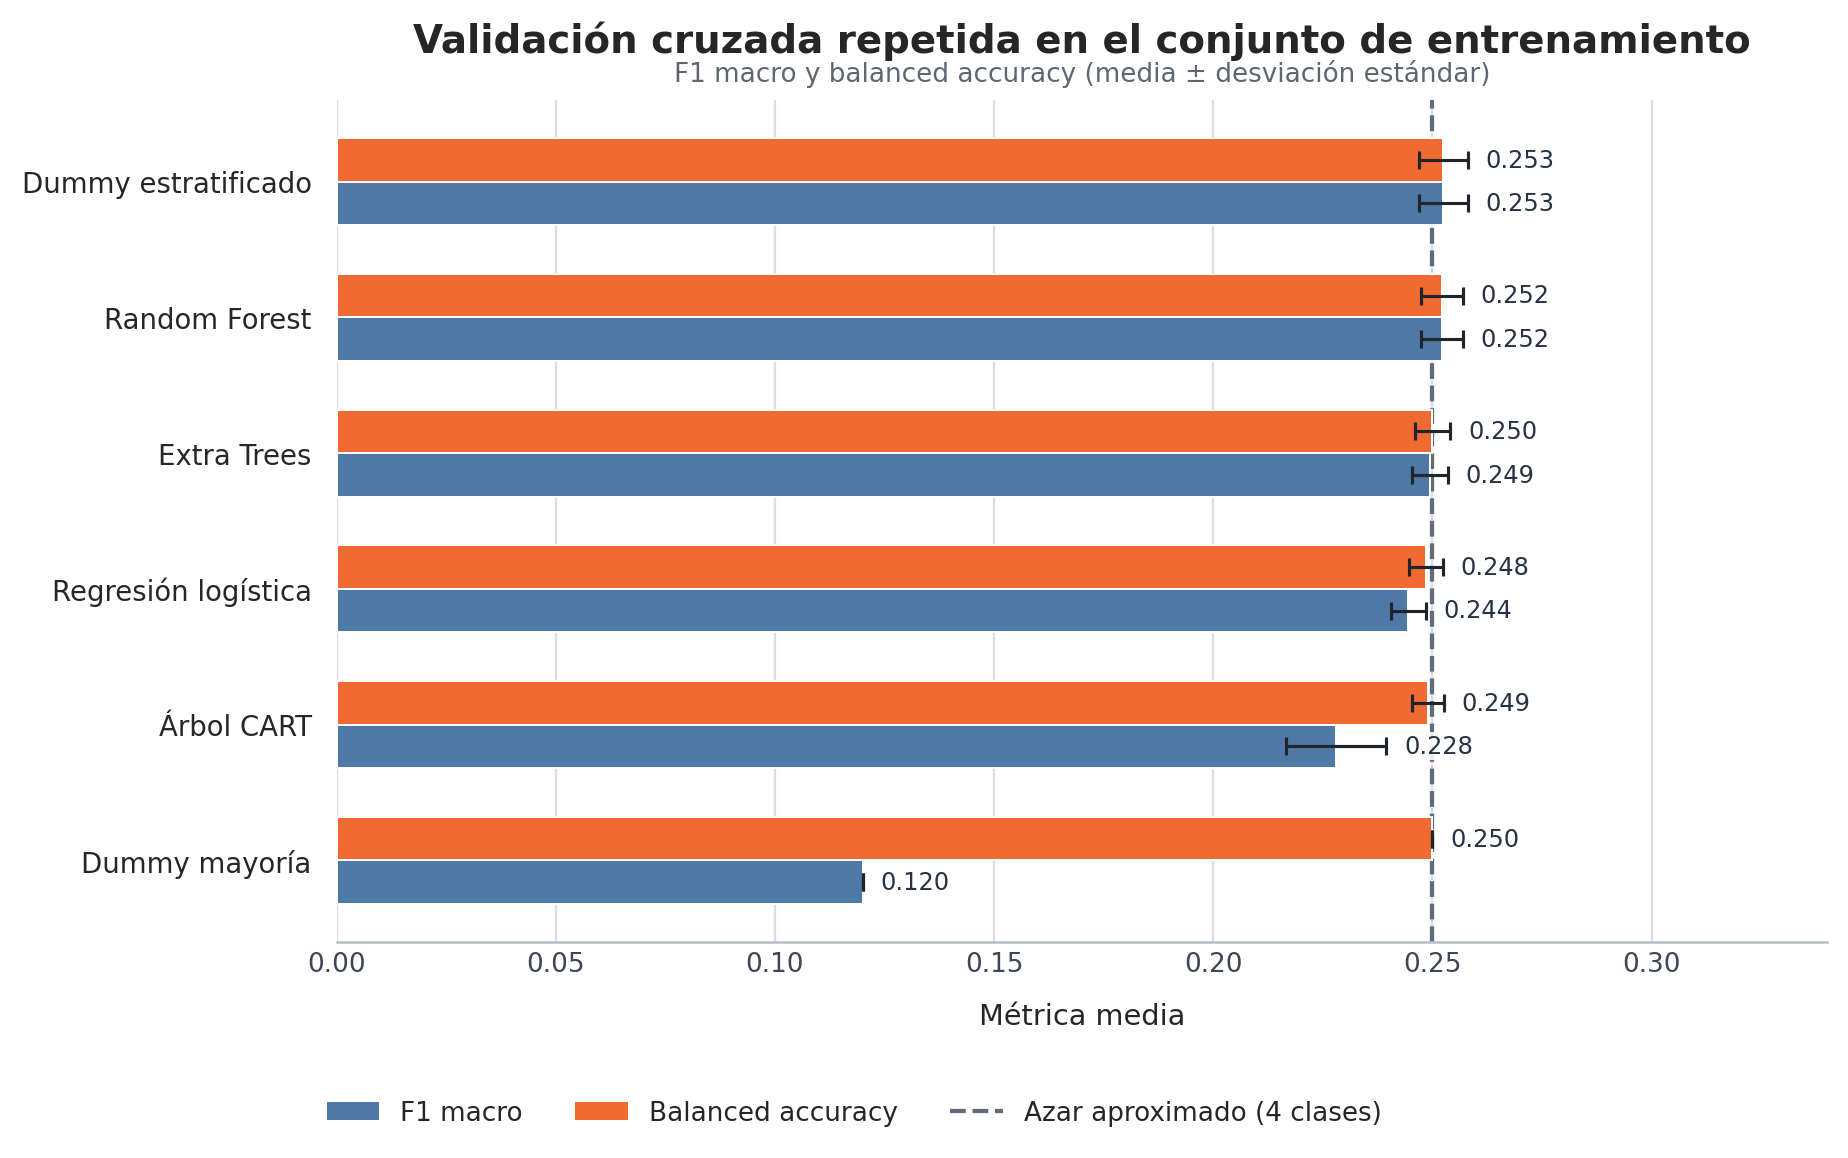 Validación cruzada repetida en el conjunto de entrenamiento
F1 macro y balanced accuracy (media ± desviación estándar)
Dummy estratificado
0.253
0.253
Random Forest
0.252
0.252
Extra Trees
0.250
0.249
Regresión logística
0.248
0.244
Árbol CART
0.249
0.228
Dummy mayoría
0.250
0.120
0.00 0.05 0.10 0.15 0.20 0.25 0.30
Métrica media
F1 macro Balanced accuracy Azar aproximado (4 clases)